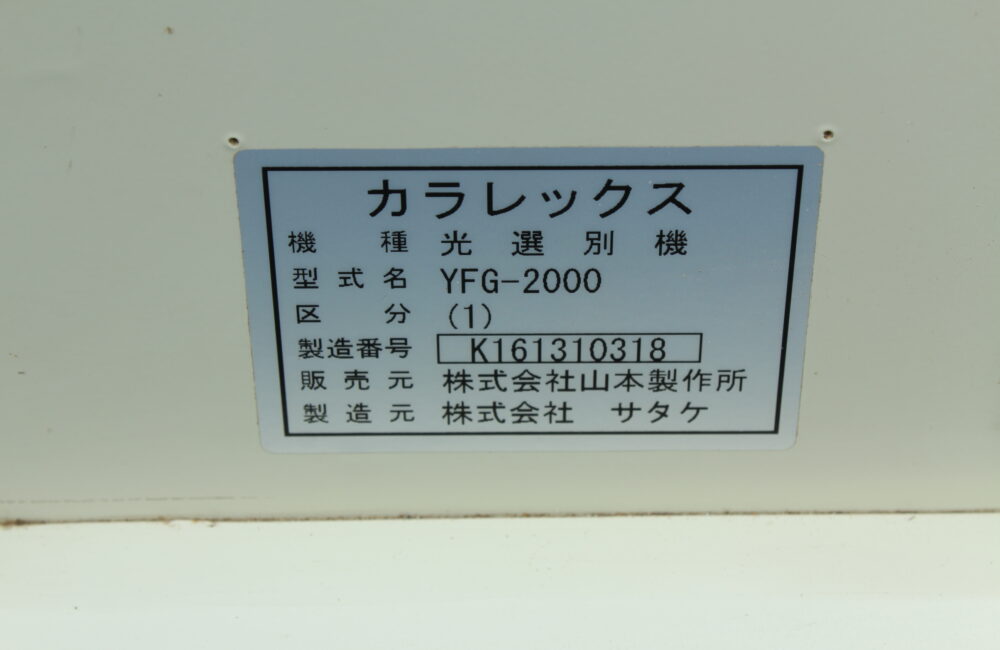 カラレックス
機種 光選別機
型式名 YFG-2000
区分 (1)
製造番号 K161310318
販売元 株式会社山本製作所
製造元 株式会社 サタケ